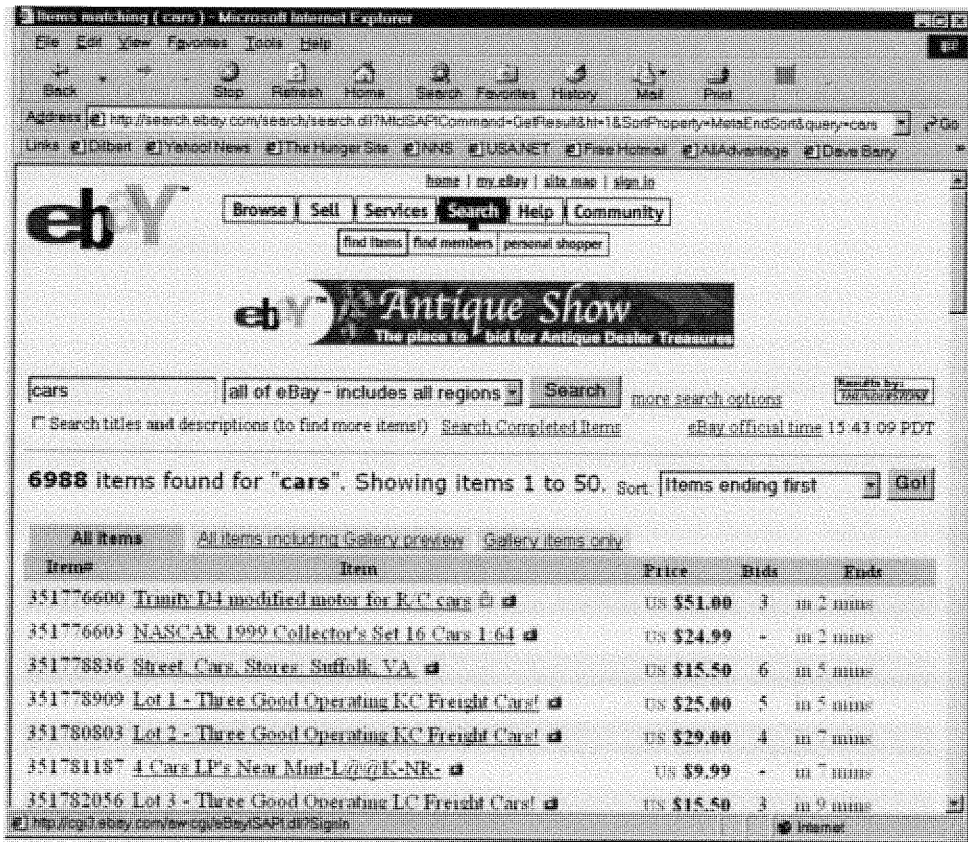 Items matching ( cars ) - Microsoft Internet Explorer
File Edit View Favorites Tools Help
Back Stop Refresh Home Search Favorites History Mail Print
Address http://search.ebay.com/search/search.dll?MfcISAPICommand=GetResult&ht=1&SortProperty=MetaEndSort&query=cars Go
Links Dilbert Yahoo! News The Hunger Site NNS USA.NET Free Hotmail AllAdvantage Dave Barry
home | my eBay | site map | sign in
ebaY™
Browse Sell Services Search Help Community
find items find members personal shopper
ebaY™ Antique Show
The place to bid for Antique Dealer Treasures
cars all of eBay - includes all regions Search more search options Results by: THUNDERSTONE
Search titles and descriptions (to find more items!) Search Completed Items eBay official time 15:43:09 PDT
6988 items found for "cars". Showing items 1 to 50. Sort: Items ending first Go!
All items All items including Gallery preview Gallery items only
Item# Item Price Bids Ends
351776600 Trinity D4 modified motor for R/C cars US $51.00 3 in 2 mins
351776603 NASCAR 1999 Collector's Set 16 Cars 1:64 US $24.99 - in 2 mins
351778836 Street, Cars, Stores: Suffolk, VA. US $15.50 6 in 5 mins
351778909 Lot 1 - Three Good Operating KC Freight Cars! US $25.00 5 in 5 mins
351780803 Lot 2 - Three Good Operating KC Freight Cars! US $29.00 4 in 7 mins
351781187 4 Cars LP's Near Mint-L@@K-NR- US $9.99 - in 7 mins
351782056 Lot 3 - Three Good Operating LC Freight Cars! US $15.50 3 in 9 mins
http://cgi3.ebay.com/aw-cgi/eBayISAPI.dll?SignIn Internet